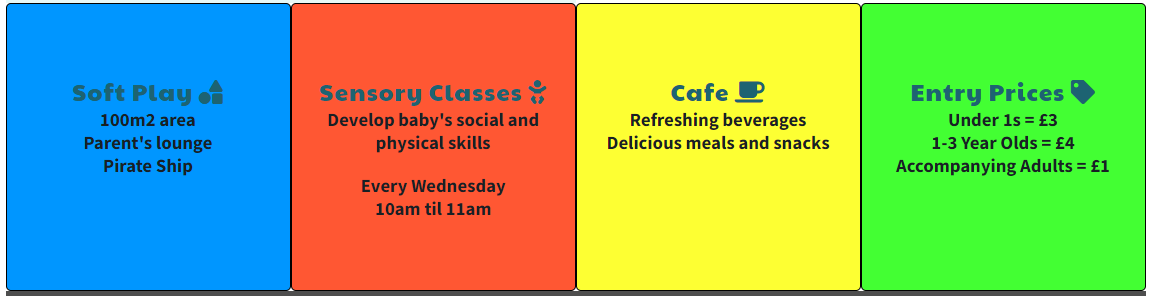 Soft Play
100m2 area
Parent's lounge
Pirate Ship
Sensory Classes
Develop baby's social and
physical skills
Every Wednesday
10am til 11am
Cafe
Refreshing beverages
Delicious meals and snacks
Entry Prices
Under 1s = £3
1-3 Year Olds = £4
Accompanying Adults = £1